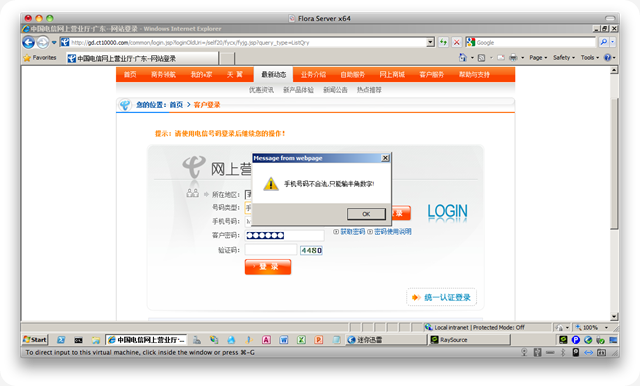 Flora Server x64
中国电信网上营业厅·广东--网站登录 - Windows Internet Explorer
http://gd.ct10000.com/common/login.jsp?loginOldUri=/self20/fycx/fyjg.jsp?query_type=ListQry
Google
Favorites
中国电信网上营业厅·广东--网站登录
Page
Safety
Tools
首页 商务领航 我的e家 天 翼 最新动态 业务介绍 自助服务 网上商城 客户服务 帮助与支持
优惠资讯 新产品体验 新闻公告 热点推荐
您的位置：首页 > 客户登录
提示：请使用电信号码登录后继续您的操作！
网上营
Message from webpage
手机号码不合法,只能输半角数字!
OK
所在地区：
号码类型：
手机号码：
客户密码：
获取密码 密码使用说明
验证码： 4480
登录
录
LOGIN
统一认证登录
Local intranet | Protected Mode: Off
100%
Start
中国电信网上营业厅·...
迷你迅雷
RaySource
To direct input to this virtual machine, click inside the window or press ⌘-G